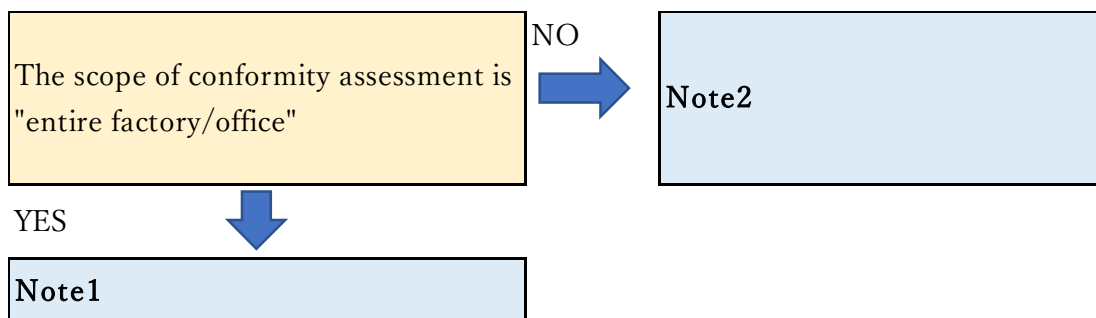 The scope of conformity assessment is
"entire factory/office"
NO
Note2
YES
Note1